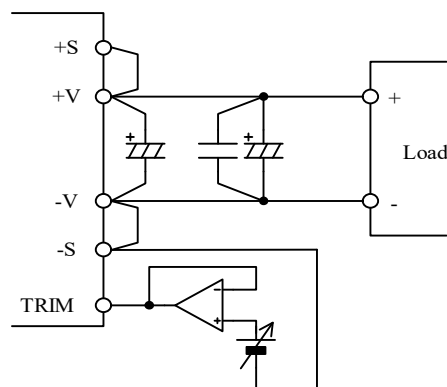 +S
+V
+
+
+
Load
-V
-
-S
TRIM
-
+